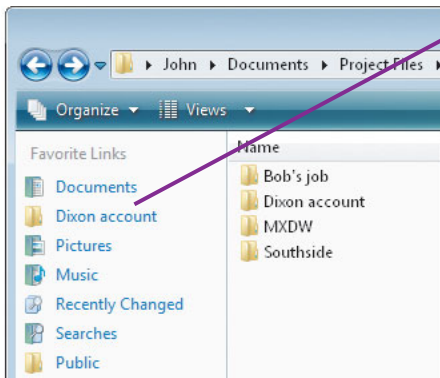 John Documents Project Files
Organize Views
Favorite Links
Documents
Dixon account
Pictures
Music
Recently Changed
Searches
Public
Name
Bob's job
Dixon account
MXDW
Southside